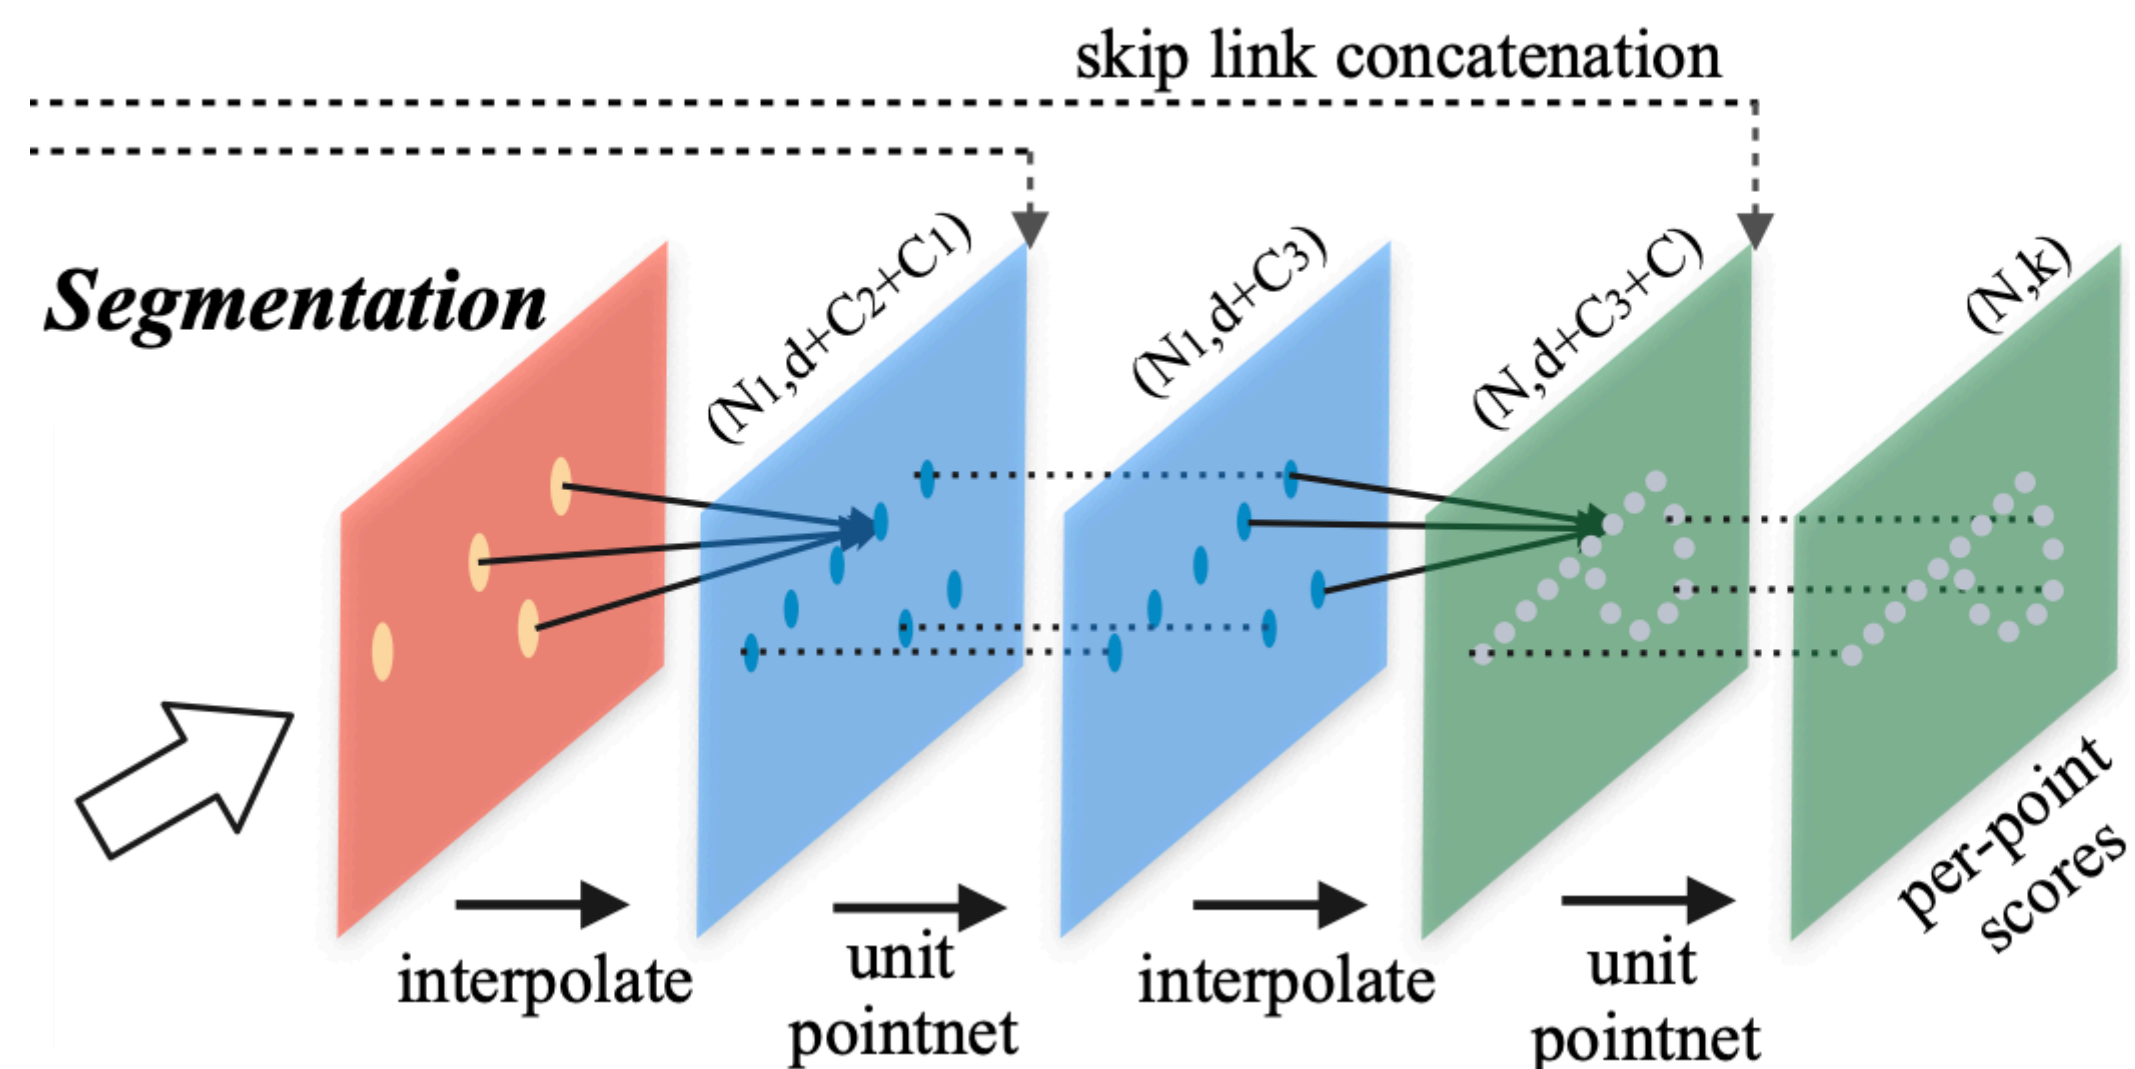 skip link concatenation
Segmentation
(N1,d+C2+C1)
(N1,d+C3)
(N,d+C3+C)
(N,k)
interpolate
unit
pointnet
interpolate
unit
pointnet
per-point
scores